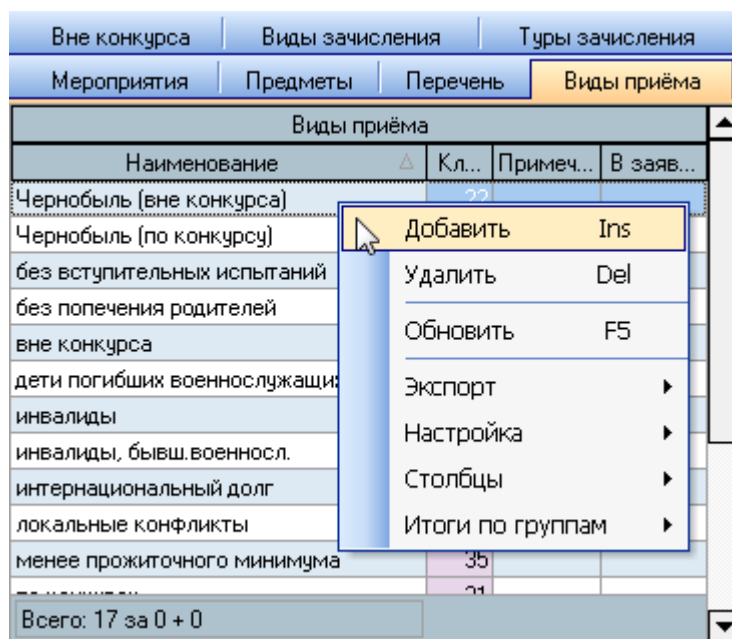 Вне конкурса Виды зачисления Туры зачисления
Мероприятия Предметы Перечень Виды приёма
Виды приёма
Наименование Кл... Примеч... В заяв...
Чернобыль (вне конкурса) 22
Чернобыль (по конкурсу)
без вступительных испытаний
без попечения родителей
вне конкурса
дети погибших военнослужащи
инвалиды
инвалиды, бывш.военносл.
интернациональный долг
локальные конфликты
менее прожиточного минимума 35
Всего: 17 за 0 + 0
Добавить Ins
Удалить Del
Обновить F5
Экспорт
Настройка
Столбцы
Итоги по группам